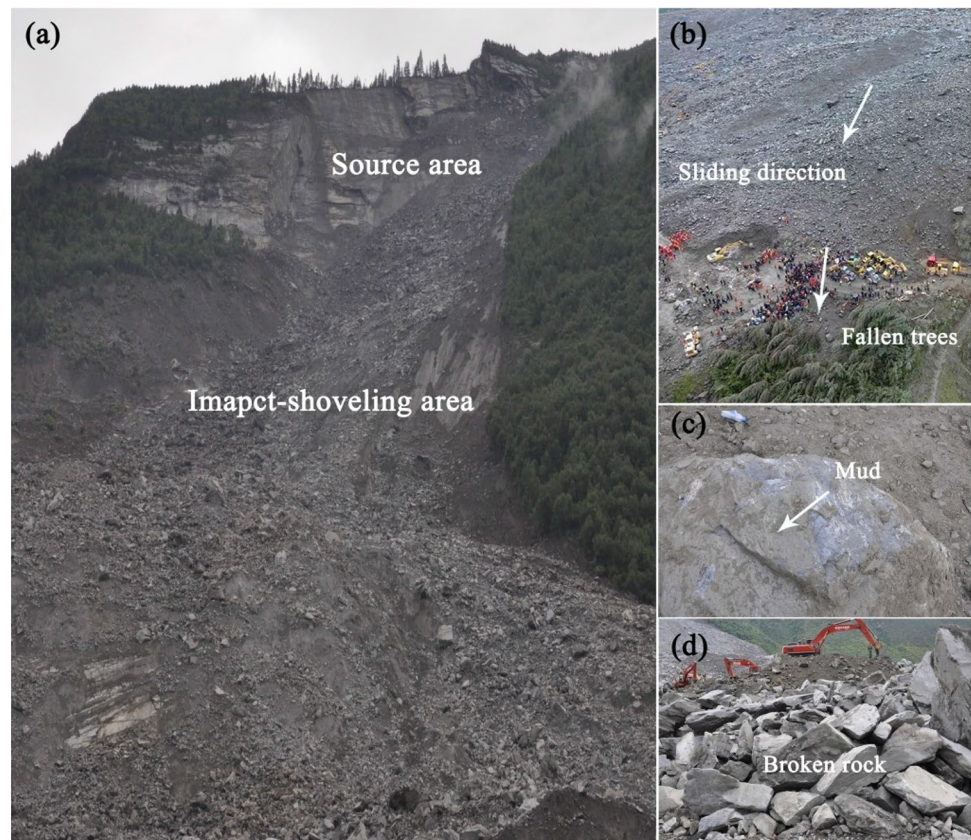 (a)
Source area
Imapct-shoveling area
(b)
Sliding direction
Fallen trees
(c)
Mud
(d)
Broken rock